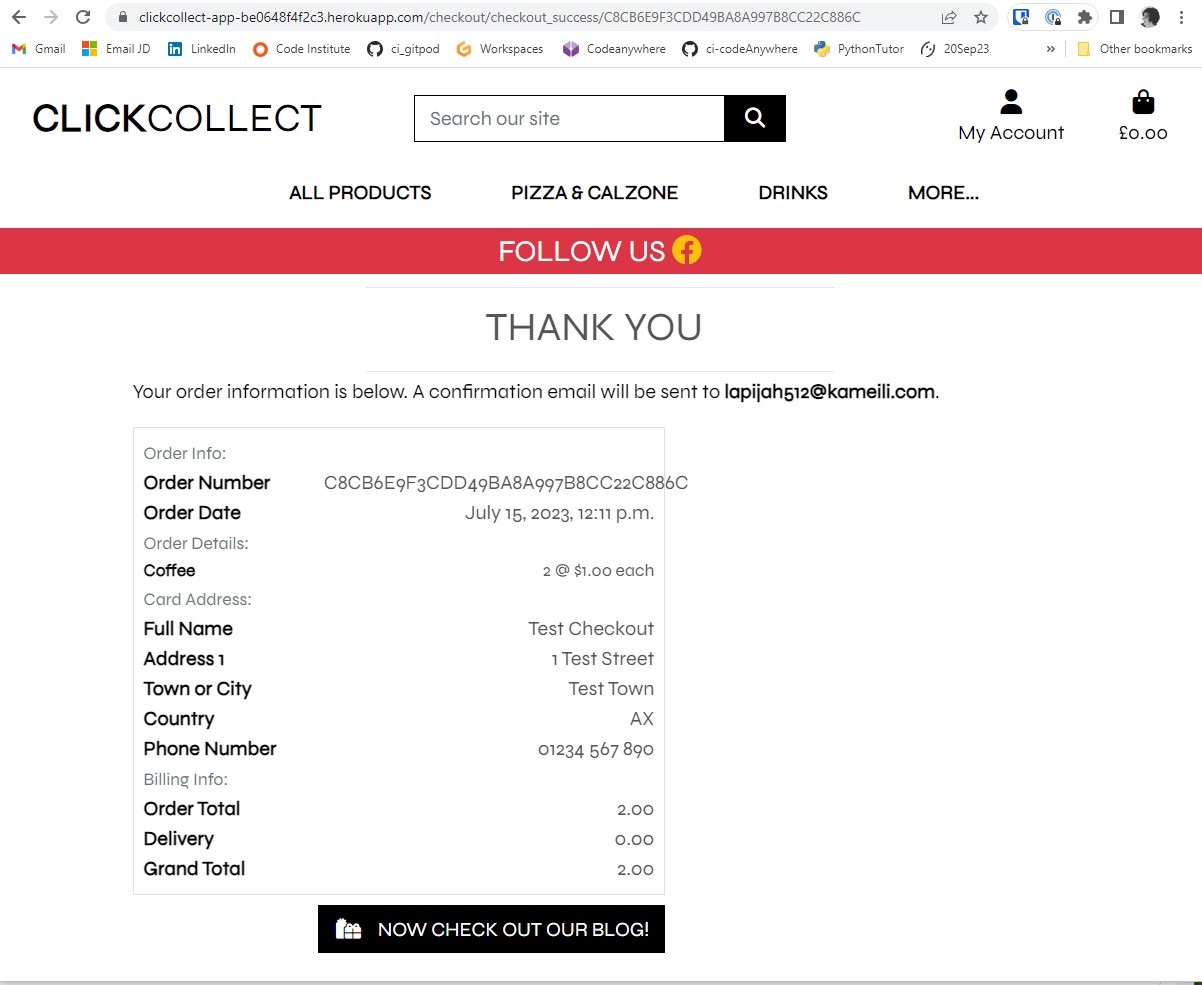 clickcollect-app-be0648f4f2c3.herokuapp.com/checkout/checkout_success/C8CB6E9F3CDD49BA8A997B8CC22C886C
Gmail Email JD LinkedIn Code Institute ci_gitpod Workspaces Codeanywhere ci-codeAnywhere PythonTutor 20Sep23 » Other bookmarks
CLICKCOLLECT
Search our site
My Account
£0.00
ALL PRODUCTS PIZZA & CALZONE DRINKS MORE...
FOLLOW US
THANK YOU
Your order information is below. A confirmation email will be sent to lapijah512@kameili.com.
Order Info:
Order Number C8CB6E9F3CDD49BA8A997B8CC22C886C
Order Date July 15, 2023, 12:11 p.m.
Order Details:
Coffee 2 @ $1.00 each
Card Address:
Full Name Test Checkout
Address 1 1 Test Street
Town or City Test Town
Country AX
Phone Number 01234 567 890
Billing Info:
Order Total 2.00
Delivery 0.00
Grand Total 2.00
NOW CHECK OUT OUR BLOG!